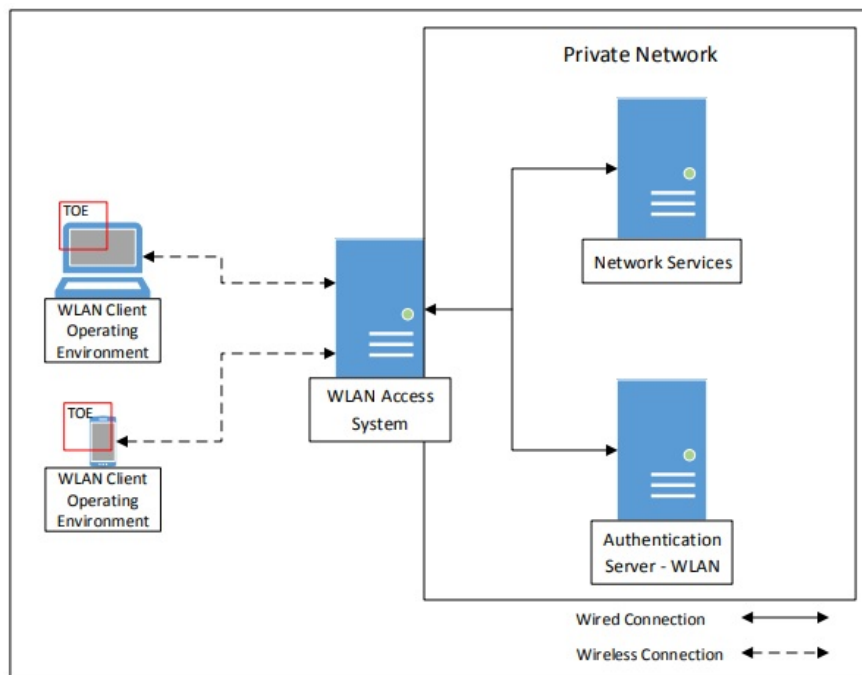 Private Network
TOE
WLAN Client
Operating
Environment
TOE
WLAN Client
Operating
Environment
WLAN Access
System
Network Services
Authentication
Server - WLAN
Wired Connection
Wireless Connection